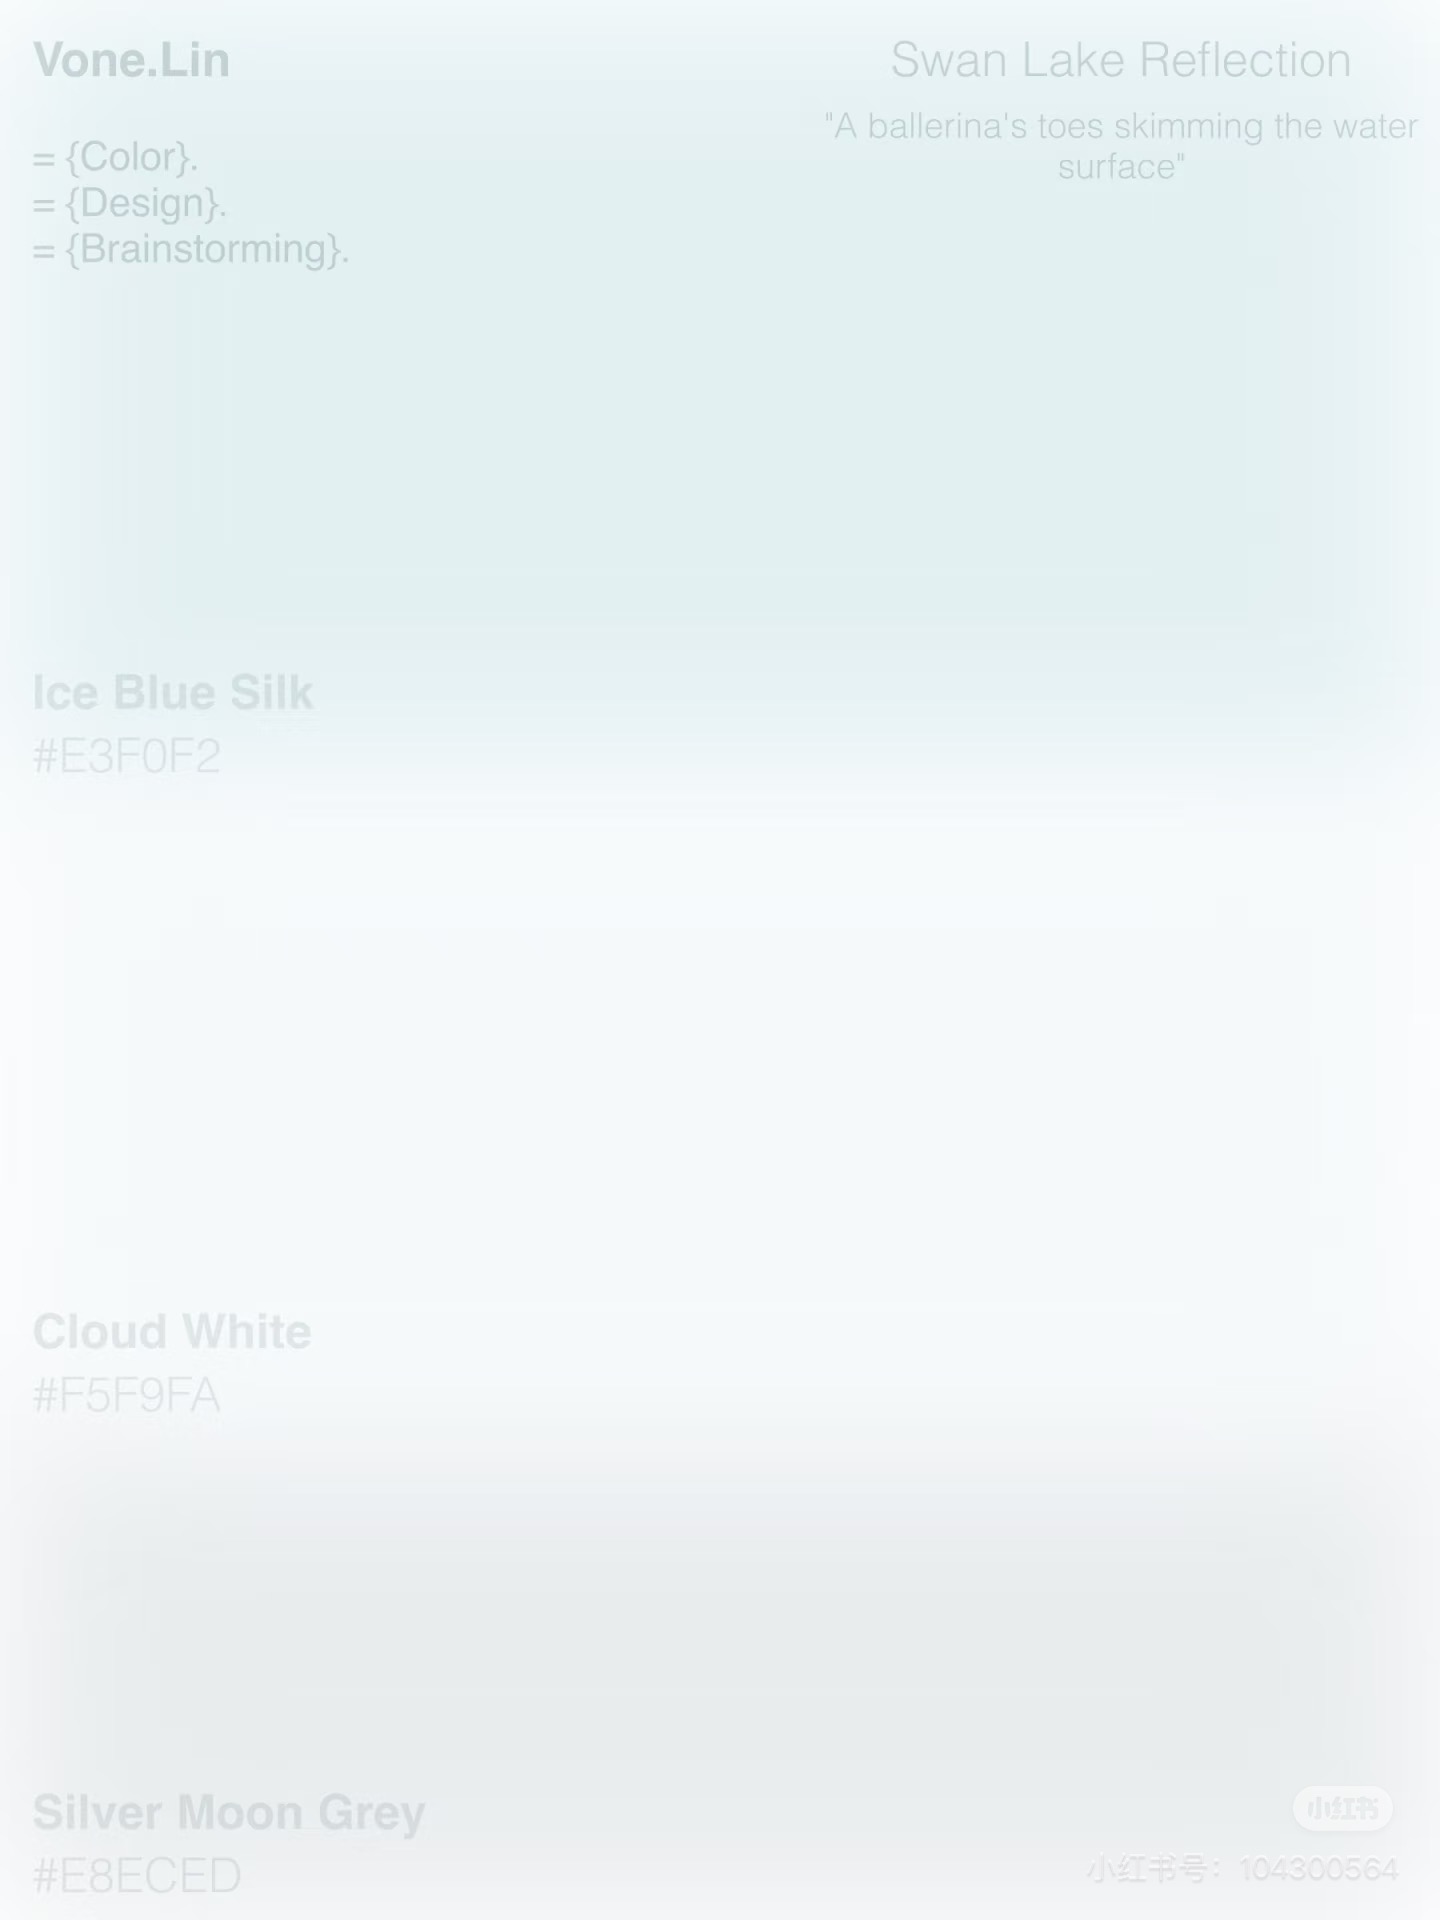 Vone.Lin
= {Color}.
= {Design}.
= {Brainstorming}.
Swan Lake Reflection
"A ballerina's toes skimming the water
surface"
Ice Blue Silk
#E3F0F2
Cloud White
#F5F9FA
Silver Moon Grey
#E8ECED
小红书
小红书号：104300564